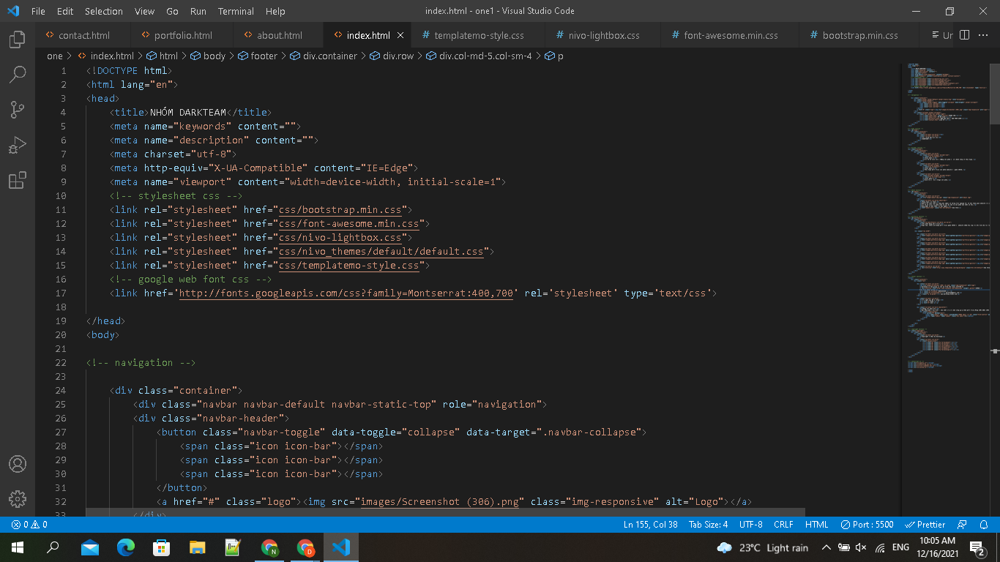 File Edit Selection View Go Run Terminal Help index.html - one1 - Visual Studio Code
contact.html portfolio.html about.html index.html templatemo-style.css nivo-lightbox.css font-awesome.min.css bootstrap.min.css Ur
one > index.html > html > body > footer > div.container > div.row > div.col-md-5.col-sm-4 > p
1 <!DOCTYPE html>
2 <html lang="en">
3 <head>
4 <title>NHÓM DARKTEAM</title>
5 <meta name="keywords" content="">
6 <meta name="description" content="">
7 <meta charset="utf-8">
8 <meta http-equiv="X-UA-Compatible" content="IE=Edge">
9 <meta name="viewport" content="width=device-width, initial-scale=1">
10 <!-- stylesheet css -->
11 <link rel="stylesheet" href="css/bootstrap.min.css">
12 <link rel="stylesheet" href="css/font-awesome.min.css">
13 <link rel="stylesheet" href="css/nivo-lightbox.css">
14 <link rel="stylesheet" href="css/nivo_themes/default/default.css">
15 <link rel="stylesheet" href="css/templatemo-style.css">
16 <!-- google web font css -->
17 <link href='http://fonts.googleapis.com/css?family=Montserrat:400,700' rel='stylesheet' type='text/css'>
18
19 </head>
20 <body>
21
22 <!-- navigation -->
23
24 <div class="container">
25 <div class="navbar navbar-default navbar-static-top" role="navigation">
26 <div class="navbar-header">
27 <button class="navbar-toggle" data-toggle="collapse" data-target=".navbar-collapse">
28 <span class="icon icon-bar"></span>
29 <span class="icon icon-bar"></span>
30 <span class="icon icon-bar"></span>
31 </button>
32 <a href="#" class="logo"><img src="images/Screenshot (306).png" class="img-responsive" alt="Logo"></a>
33 </div>
0 0 Ln 155, Col 38 Tab Size: 4 UTF-8 CRLF HTML Port : 5500 Prettier
23°C Light rain ENG 10:05 AM
12/16/2021 2